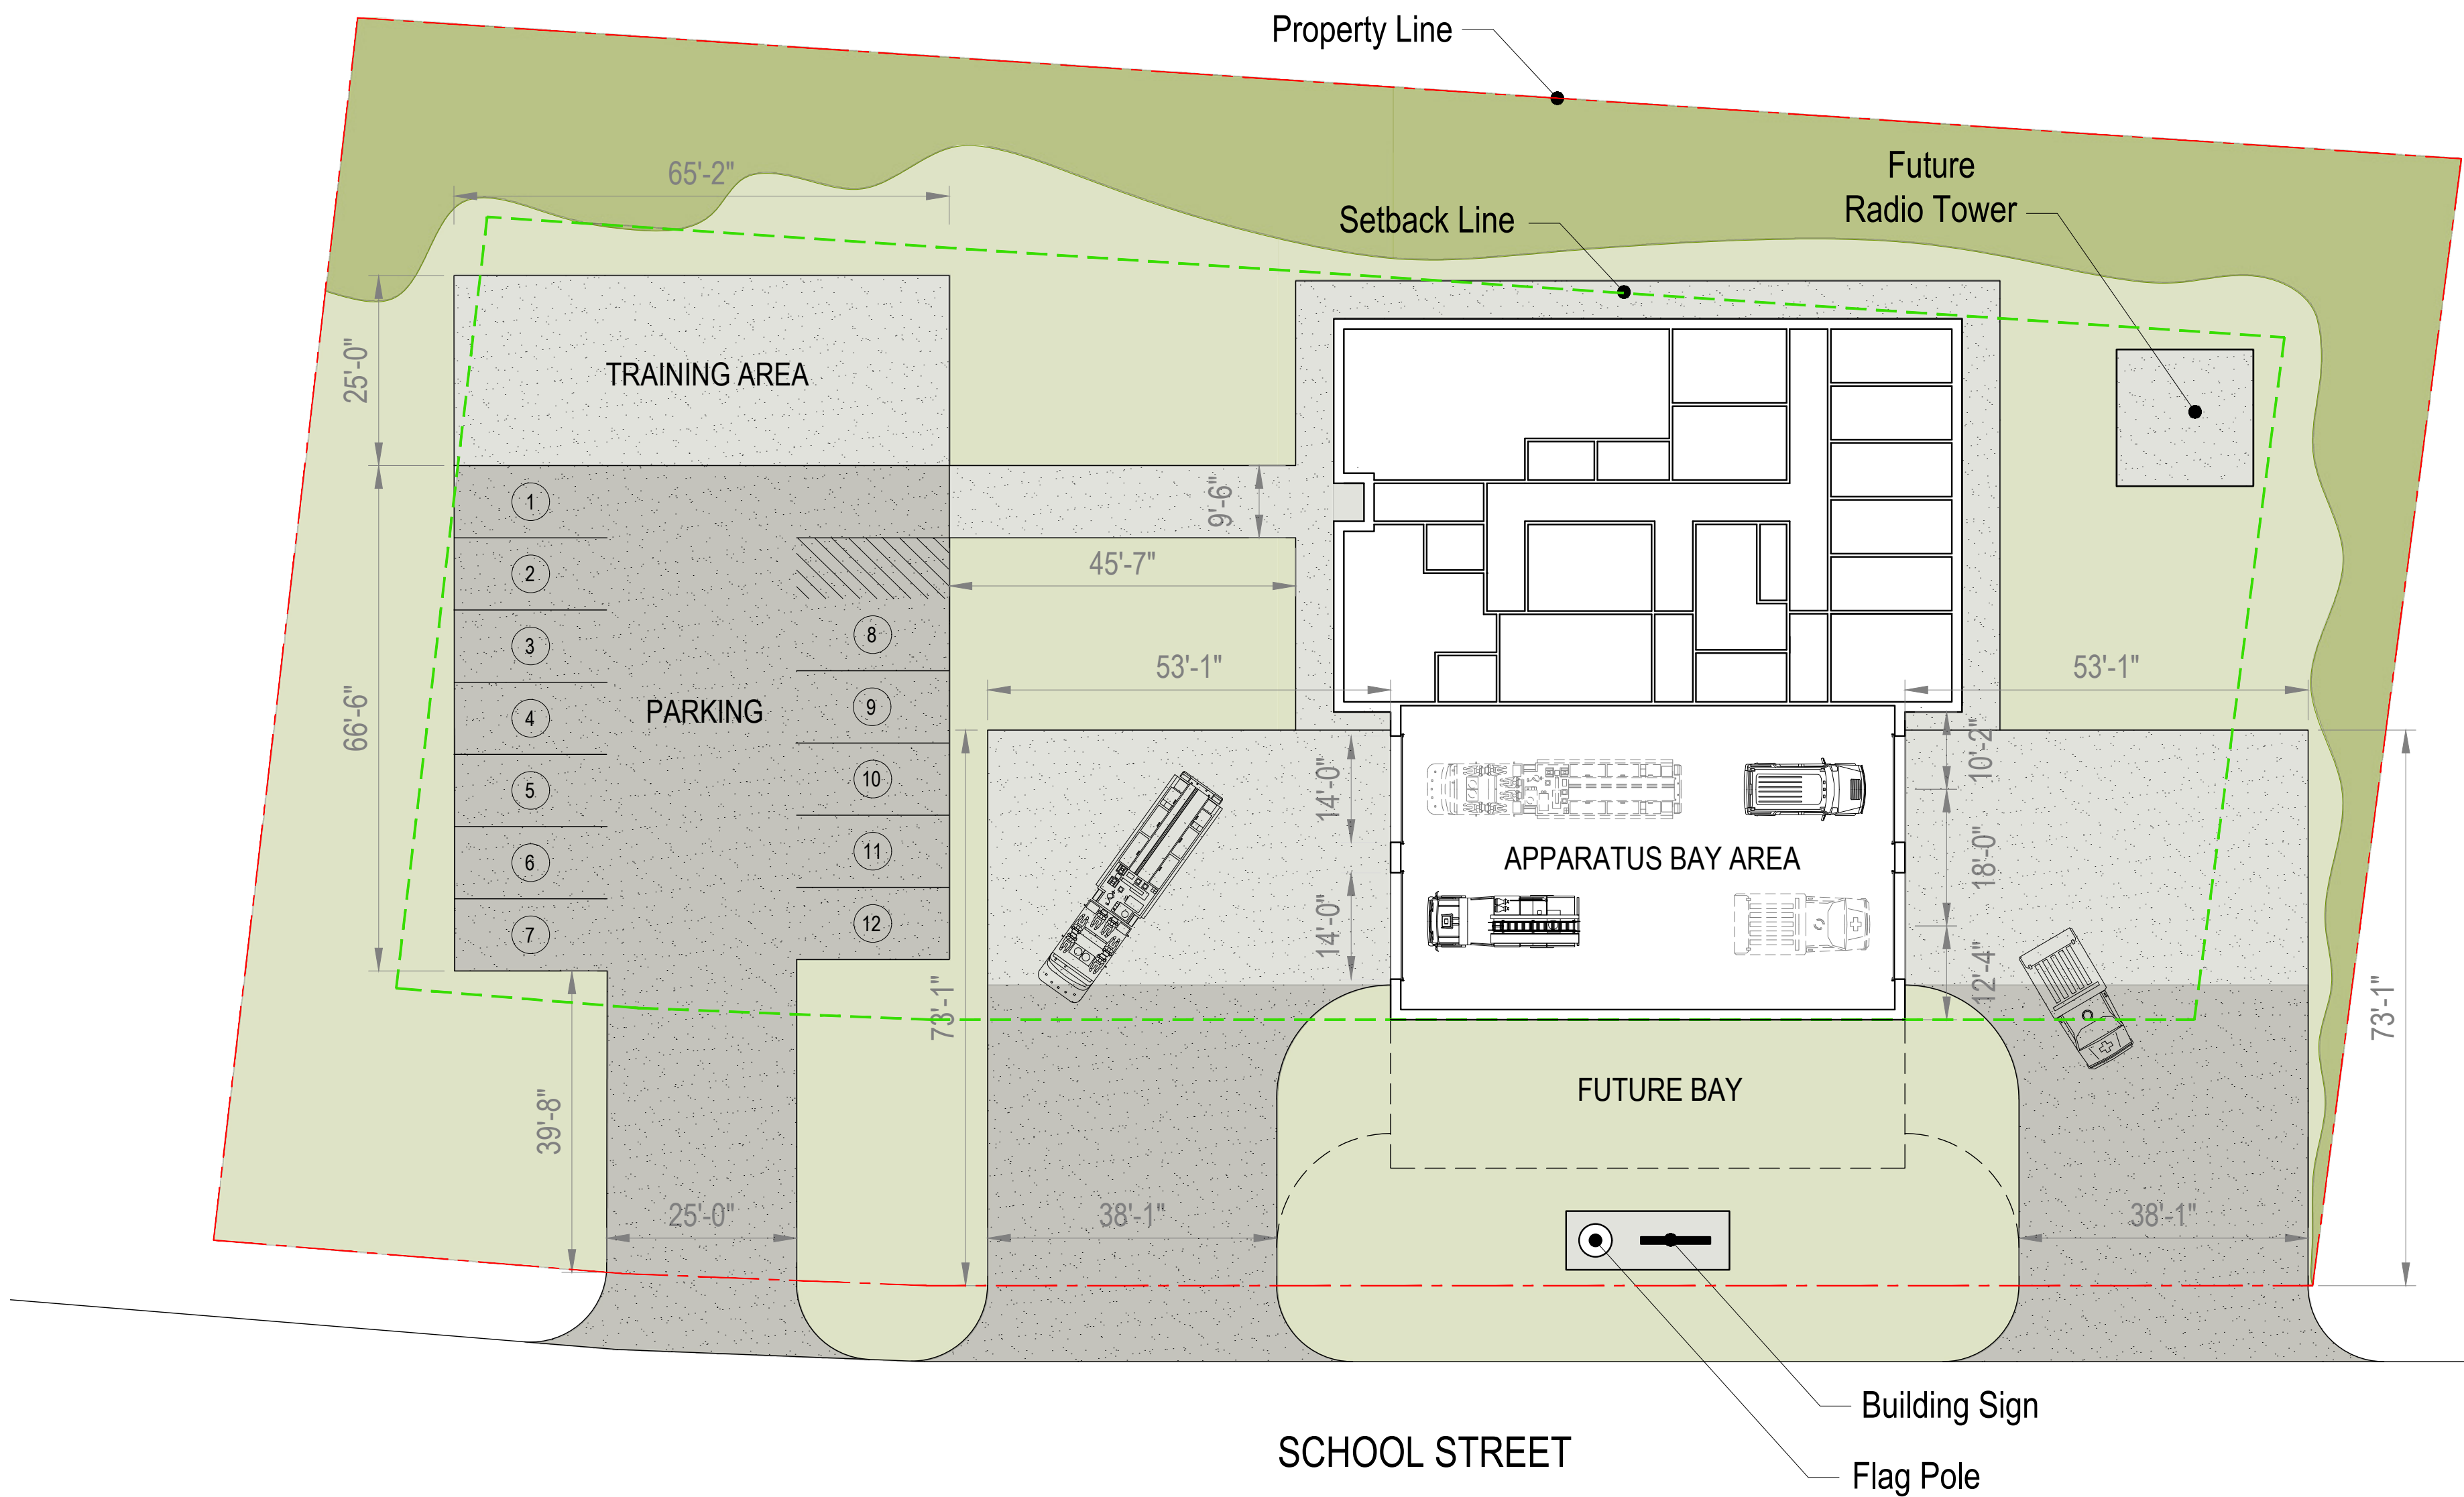 Property Line
Future
Radio Tower
Setback Line
65'-2"
25'-0"
TRAINING AREA
9'-6"
45'-7"
1
2
3
4
5
6
7
8
9
10
11
12
PARKING
66'-6"
53'-1"
53'-1"
10'-2"
14'-0"
18'-0"
APPARATUS BAY AREA
14'-0"
12'-4"
73'-1"
73'-1"
FUTURE BAY
39'-8"
25'-0"
38'-1"
38'-1"
Building Sign
SCHOOL STREET
Flag Pole